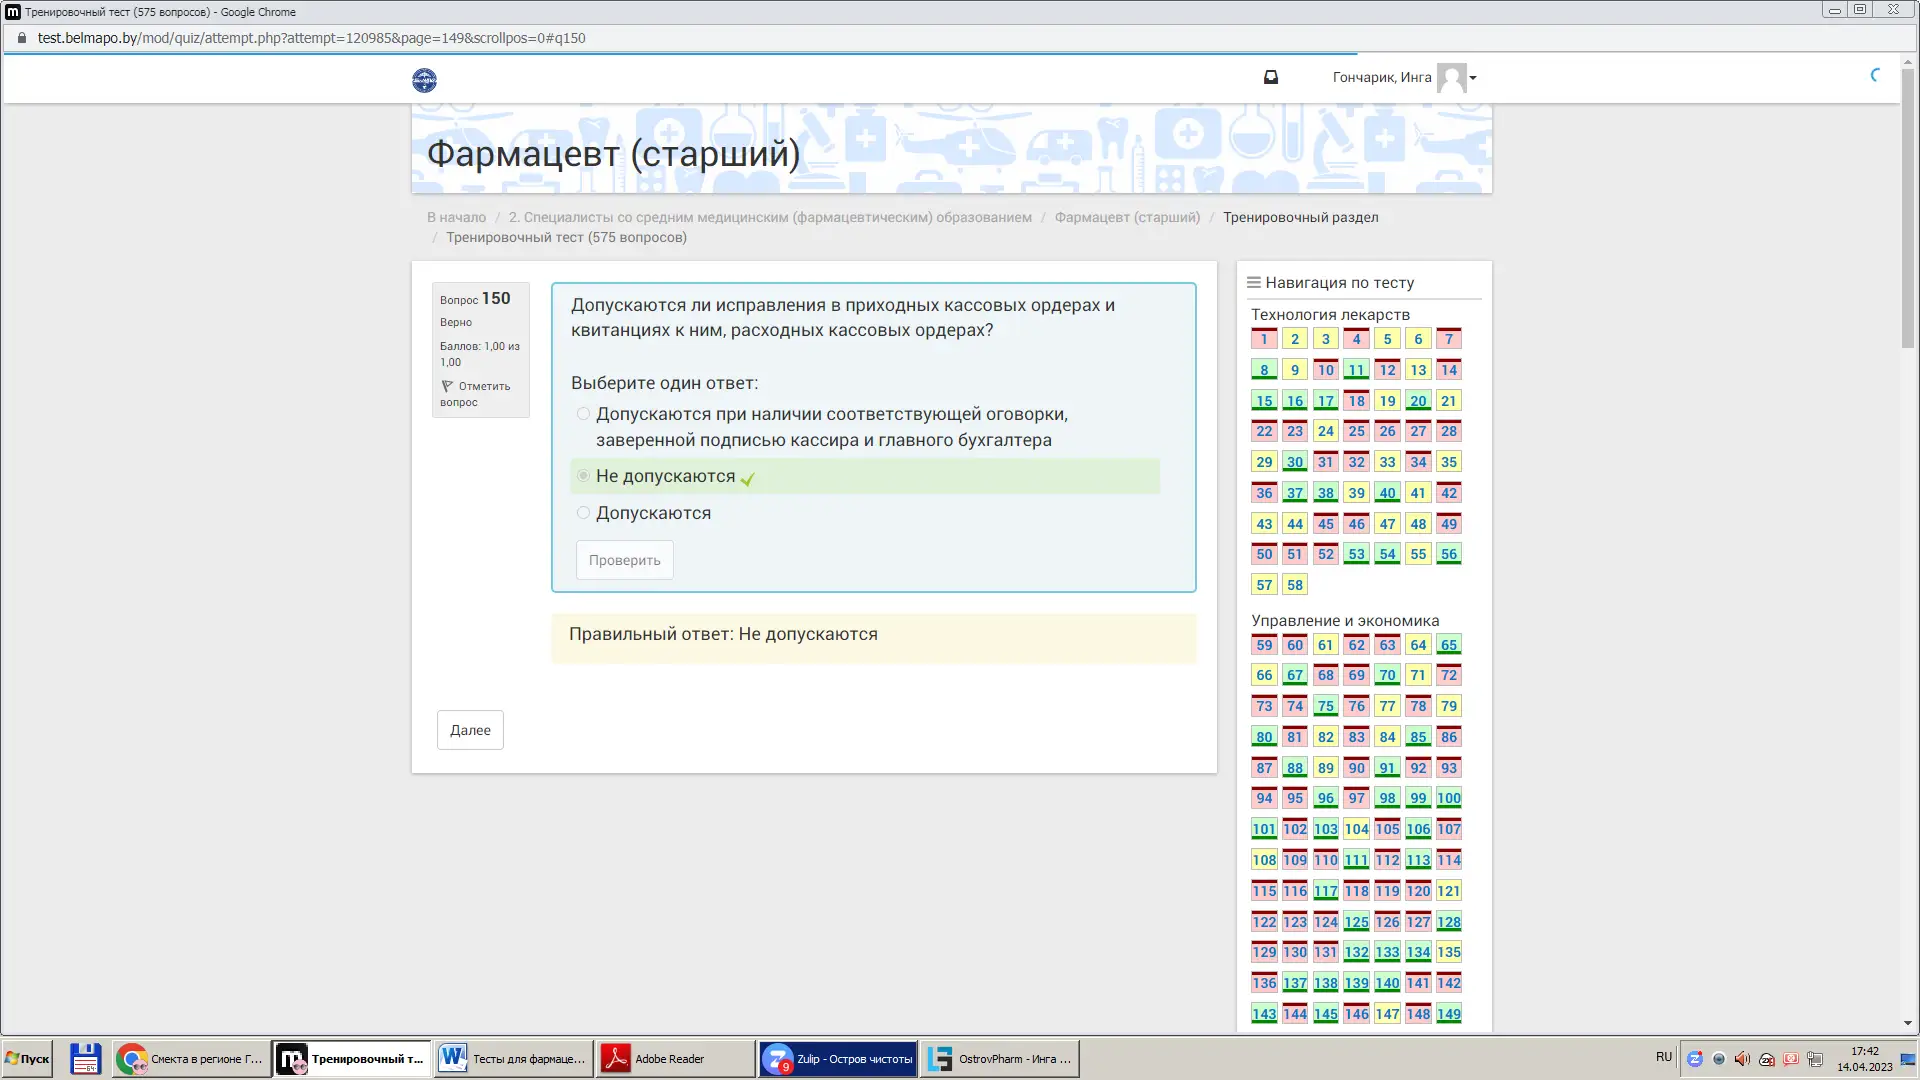 Тренировочный тест (575 вопросов) - Google Chrome
test.belmapo.by/mod/quiz/attempt.php?attempt=120985&page=149&scrollpos=0#q150
Гончарик, Инга
Фармацевт (старший)
В начало / 2. Специалисты со средним медицинским (фармацевтическим) образованием / Фармацевт (старший) / Тренировочный раздел
/ Тренировочный тест (575 вопросов)
Вопрос 150
Верно
Баллов: 1,00 из
1,00
Отметить
вопрос
Допускаются ли исправления в приходных кассовых ордерах и
квитанциях к ним, расходных кассовых ордерах?
Выберите один ответ:
Допускаются при наличии соответствующей оговорки,
заверенной подписью кассира и главного бухгалтера
Не допускаются
Допускаются
Проверить
Правильный ответ: Не допускаются
Далее
Навигация по тесту
Технология лекарств
1 2 3 4 5 6 7
8 9 10 11 12 13 14
15 16 17 18 19 20 21
22 23 24 25 26 27 28
29 30 31 32 33 34 35
36 37 38 39 40 41 42
43 44 45 46 47 48 49
50 51 52 53 54 55 56
57 58
Управление и экономика
59 60 61 62 63 64 65
66 67 68 69 70 71 72
73 74 75 76 77 78 79
80 81 82 83 84 85 86
87 88 89 90 91 92 93
94 95 96 97 98 99 100
101 102 103 104 105 106 107
108 109 110 111 112 113 114
115 116 117 118 119 120 121
122 123 124 125 126 127 128
129 130 131 132 133 134 135
136 137 138 139 140 141 142
143 144 145 146 147 148 149
Пуск
Смекта в регионе Г...
Тренировочный т...
Тесты для фармаце...
Adobe Reader
9
Zulip - Остров чистоты
OstrovPharm - Инга ...
RU
17:42
14.04.2023